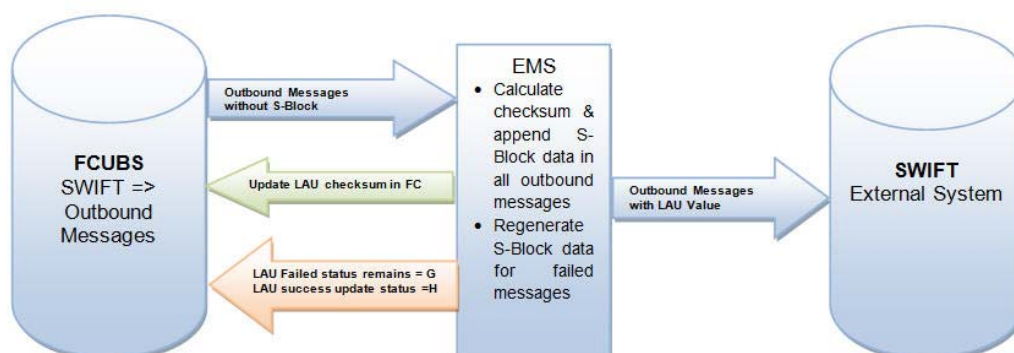 FCUBS
SWIFT =>
Outbound
Messages
Outbound Messages
without S-Block
Update LAU checksum in FC
LAU Failed status remains = G
LAU success update status =H
EMS
• Calculate
checksum &
append S-
Block data in
all outbound
messages
• Regenerate
S-Block data
for failed
messages
Outbound Messages
with LAU Value
SWIFT
External System